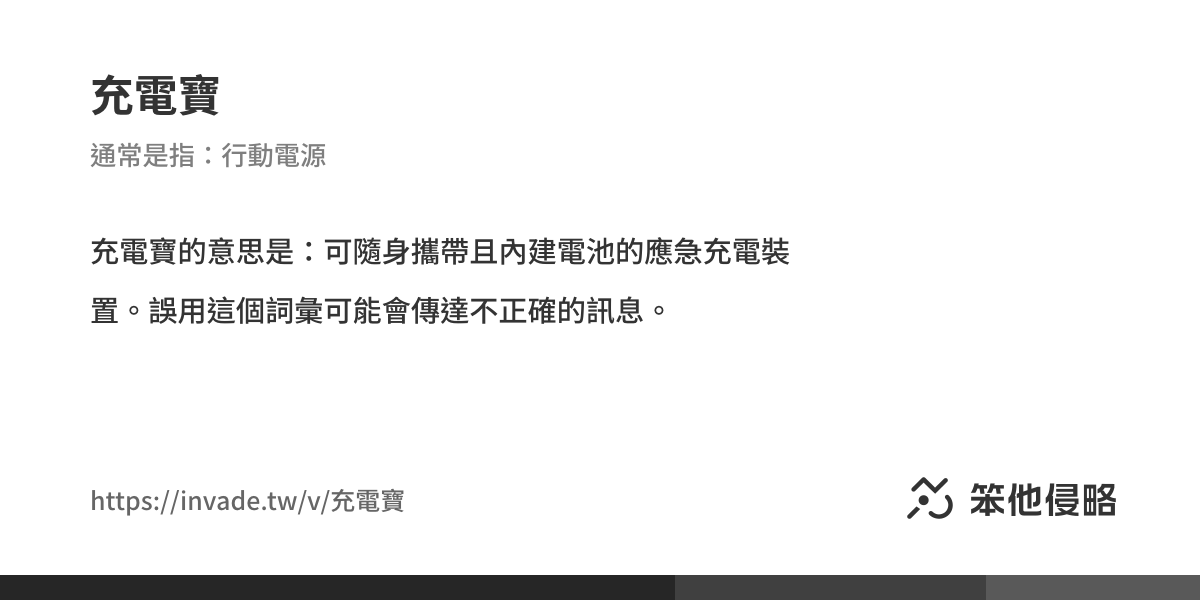 充電寶
通常是指：行動電源
充電寶的意思是：可隨身攜帶且內建電池的應急充電裝
置。誤用這個詞彙可能會傳達不正確的訊息。
https://invade.tw/v/充電寶
笨他侵略